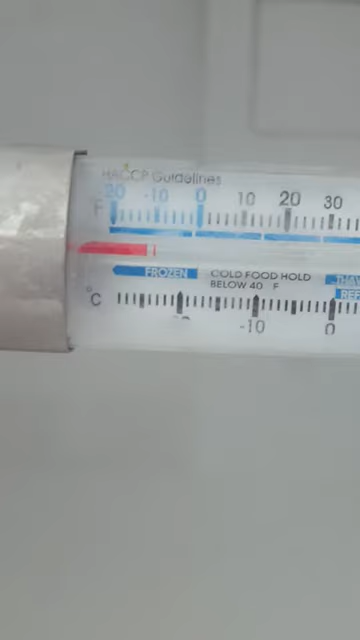 HACCP Guidelines
-20 -10 0 10 20 30
°F
FROZEN COLD FOOD HOLD
BELOW 40 F
°C
-10 0